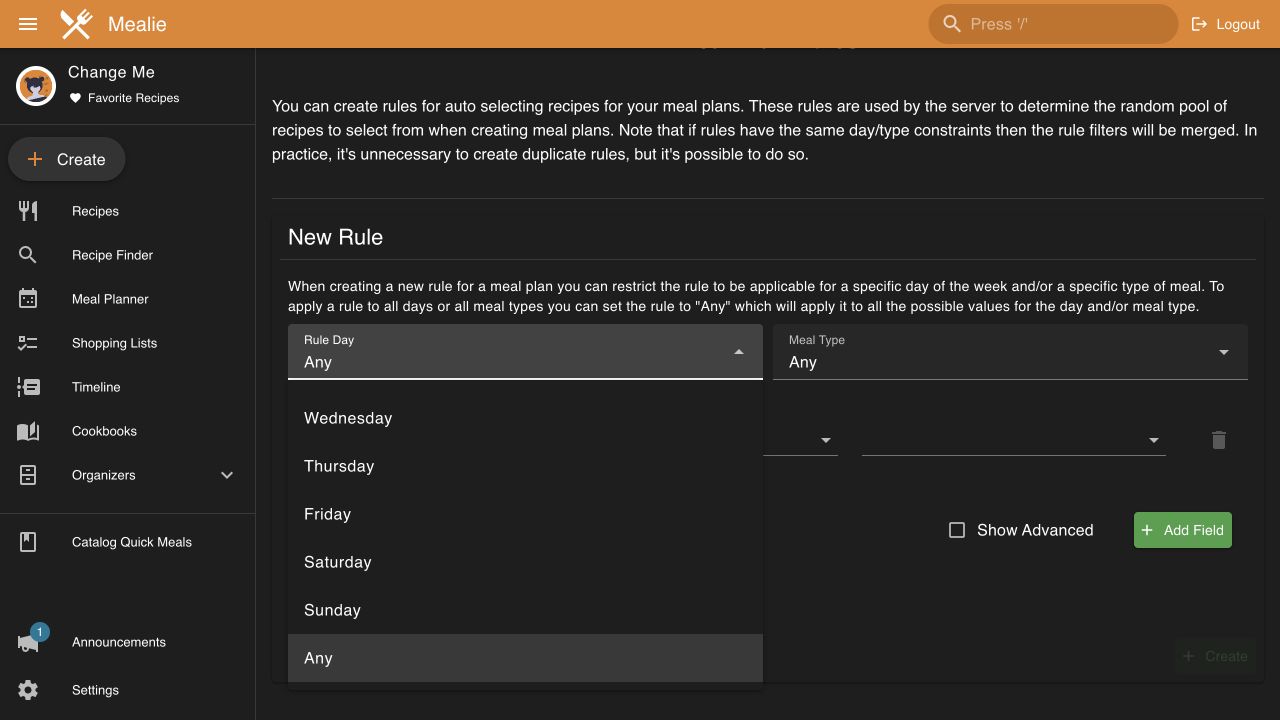 Mealie
Press '/'
Logout
Change Me
Favorite Recipes
Create
Recipes
Recipe Finder
Meal Planner
Shopping Lists
Timeline
Cookbooks
Organizers
Catalog Quick Meals
1
Announcements
Settings
You can create rules for auto selecting recipes for your meal plans. These rules are used by the server to determine the random pool of
recipes to select from when creating meal plans. Note that if rules have the same day/type constraints then the rule filters will be merged. In
practice, it's unnecessary to create duplicate rules, but it's possible to do so.
New Rule
When creating a new rule for a meal plan you can restrict the rule to be applicable for a specific day of the week and/or a specific type of meal. To
apply a rule to all days or all meal types you can set the rule to "Any" which will apply it to all the possible values for the day and/or meal type.
Rule Day
Any
Meal Type
Any
Wednesday
Thursday
Friday
Saturday
Sunday
Any
Show Advanced
Add Field
Create